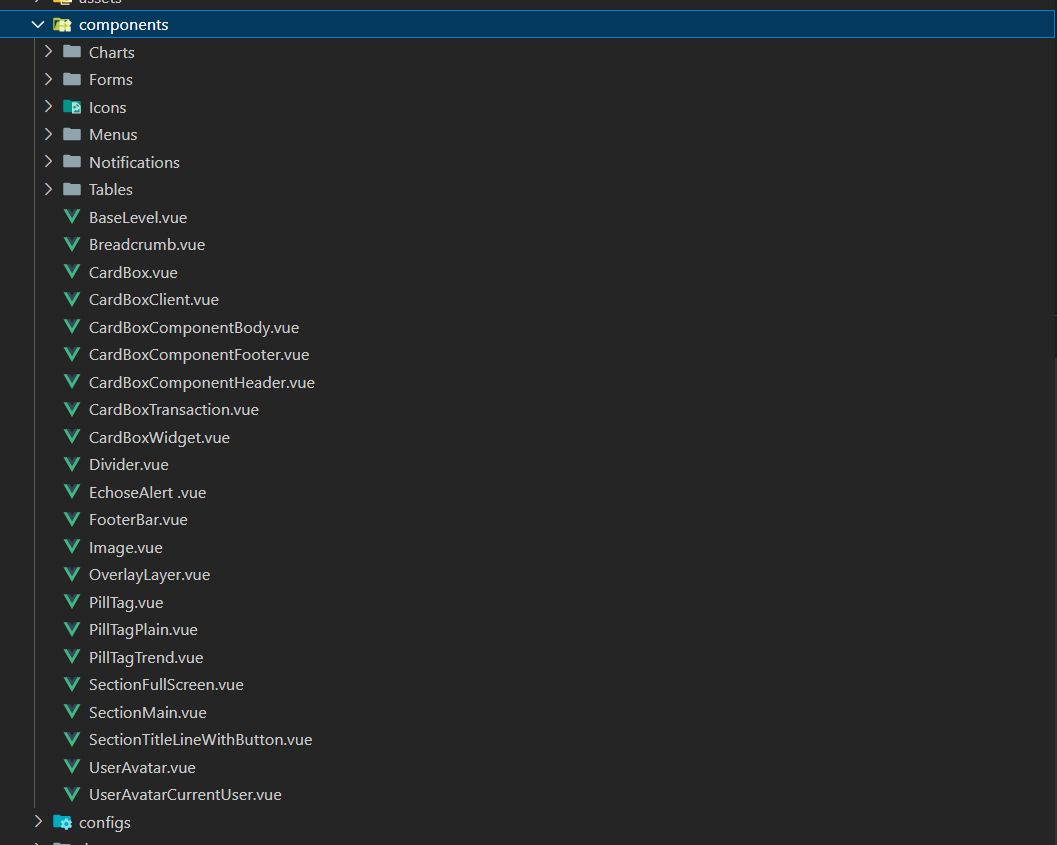 assets
components
Charts
Forms
Icons
Menus
Notifications
Tables
BaseLevel.vue
Breadcrumb.vue
CardBox.vue
CardBoxClient.vue
CardBoxComponentBody.vue
CardBoxComponentFooter.vue
CardBoxComponentHeader.vue
CardBoxTransaction.vue
CardBoxWidget.vue
Divider.vue
EchoseAlert .vue
FooterBar.vue
Image.vue
OverlayLayer.vue
PillTag.vue
PillTagPlain.vue
PillTagTrend.vue
SectionFullScreen.vue
SectionMain.vue
SectionTitleLineWithButton.vue
UserAvatar.vue
UserAvatarCurrentUser.vue
configs